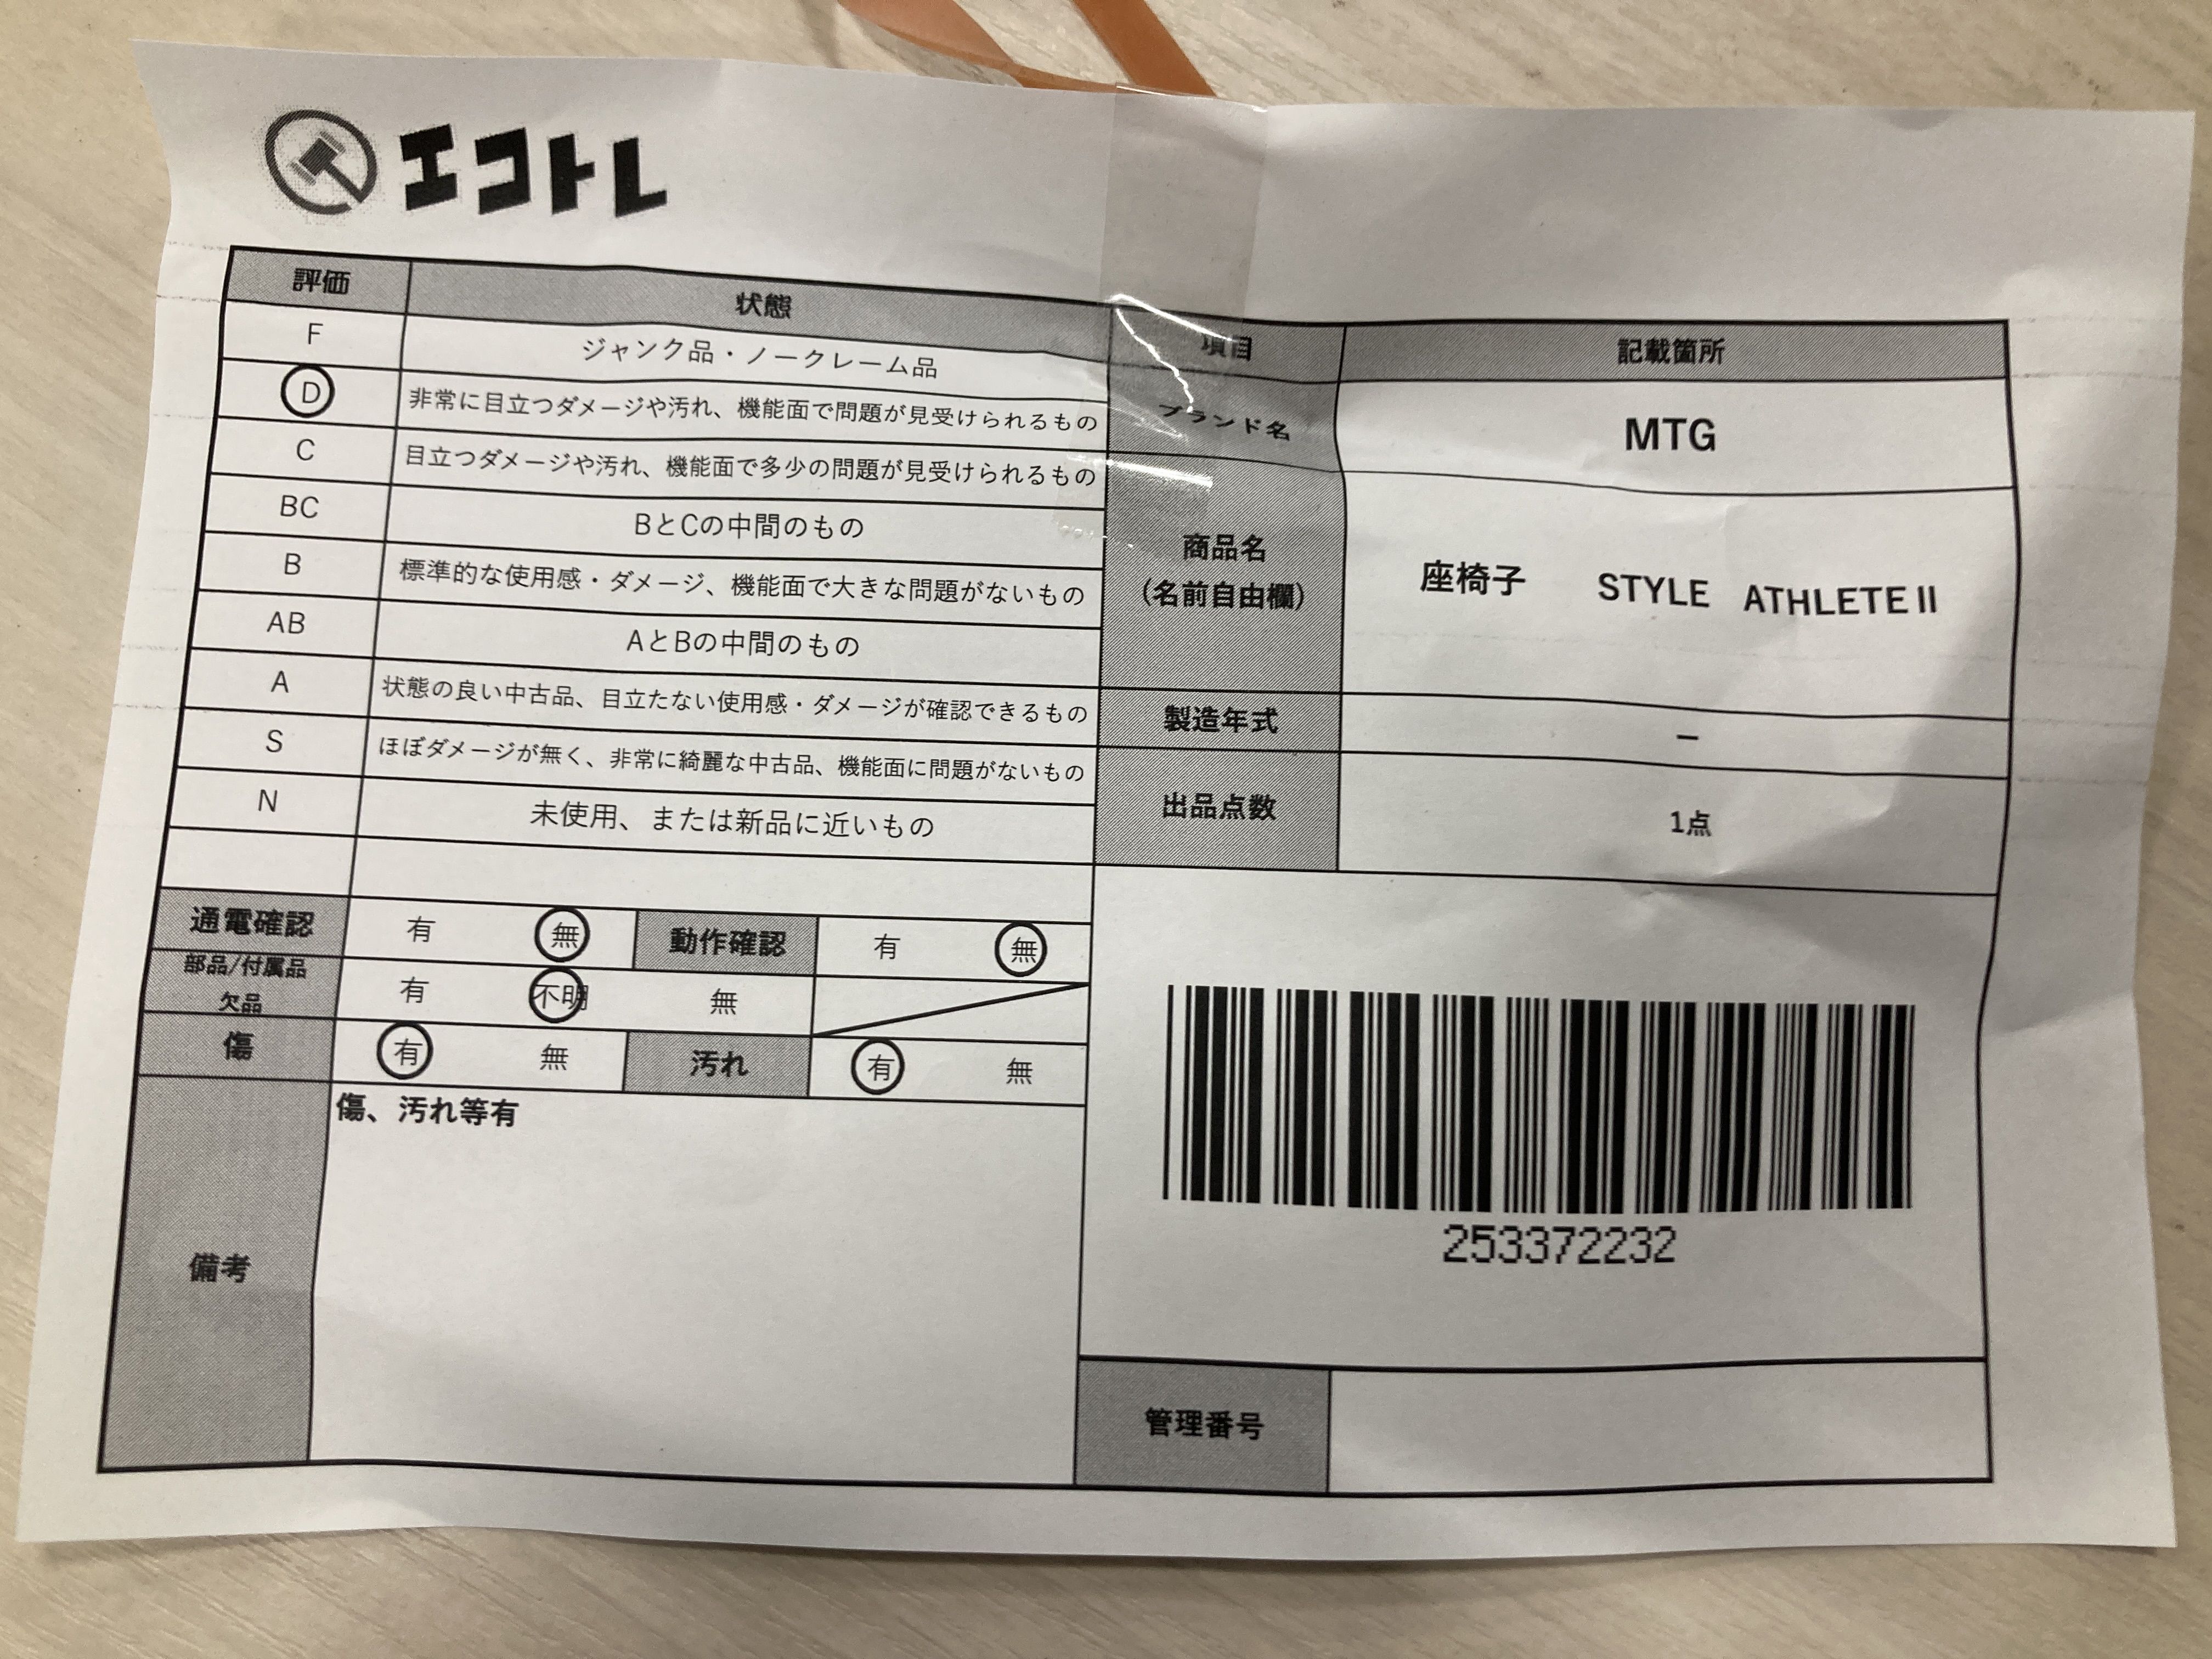 エコトレ
評価 状態
F ジャンク品・ノークレーム品
D 非常に目立つダメージや汚れ、機能面で問題が見受けられるもの
C 目立つダメージや汚れ、機能面で多少の問題が見受けられるもの
BC BとCの中間のもの
B 標準的な使用感・ダメージ、機能面で大きな問題がないもの
AB AとBの中間のもの
A 状態の良い中古品、目立たない使用感・ダメージが確認できるもの
S ほぼダメージが無く、非常に綺麗な中古品、機能面に問題がないもの
N 未使用、または新品に近いもの
通電確認 有 無 動作確認 有 無
部品/付属品
欠品 有 不明 無
傷 有 無 汚れ 有 無
備考 傷、汚れ等有
項目 記載箇所
ブランド名 MTG
商品名
(名前自由欄) 座椅子 STYLE ATHLETEⅡ
製造年式 ー
出品点数 1点
253372232
管理番号